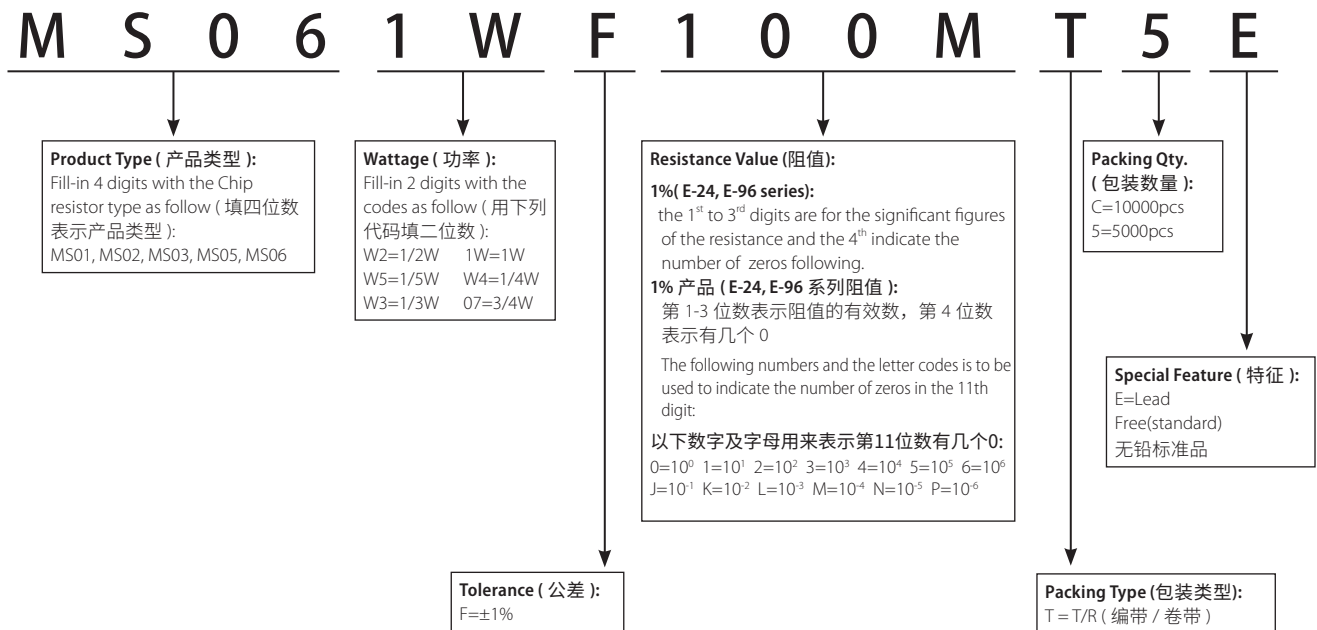 M S 0 6 1 W F 1 0 0 M T 5 E
Product Type ( 产品类型 ):
Fill-in 4 digits with the Chip
resistor type as follow ( 填四位数
表示产品类型 ):
MS01, MS02, MS03, MS05, MS06
Wattage ( 功率 ):
Fill-in 2 digits with the
codes as follow ( 用下列
代码填二位数 ):
W2=1/2W 1W=1W
W5=1/5W W4=1/4W
W3=1/3W 07=3/4W
Resistance Value (阻值):
1%( E-24, E-96 series):
the 1st to 3rd digits are for the significant figures
of the resistance and the 4th indicate the
number of zeros following.
1% 产品 ( E-24, E-96 系列阻值 ):
第 1-3 位数表示阻值的有效数，第 4 位数
表示有几个 0
The following numbers and the letter codes is to be
used to indicate the number of zeros in the 11th
digit:
以下数字及字母用来表示第11位数有几个0:
0=10⁰ 1=10¹ 2=10² 3=10³ 4=10⁴ 5=10⁵ 6=10⁶
J=10⁻¹ K=10⁻² L=10⁻³ M=10⁻⁴ N=10⁻⁵ P=10⁻⁶
Packing Qty.
( 包装数量 ):
C=10000pcs
5=5000pcs
Special Feature ( 特征 ):
E=Lead
Free(standard)
无铅标准品
Tolerance ( 公差 ):
F=±1%
Packing Type (包装类型):
T = T/R ( 编带 / 卷带 )